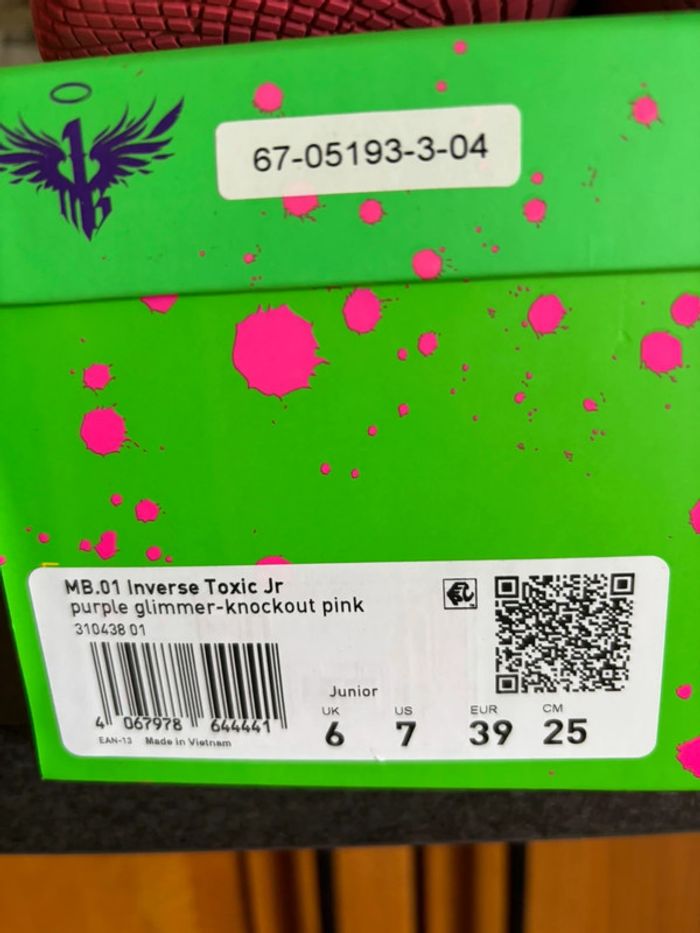 67-05193-3-04
MB.01 Inverse Toxic Jr
purple glimmer-knockout pink
310438 01
4 067978 644441
EAN-13 Made in Vietnam
Junior
UK US EUR CM
6 7 39 25